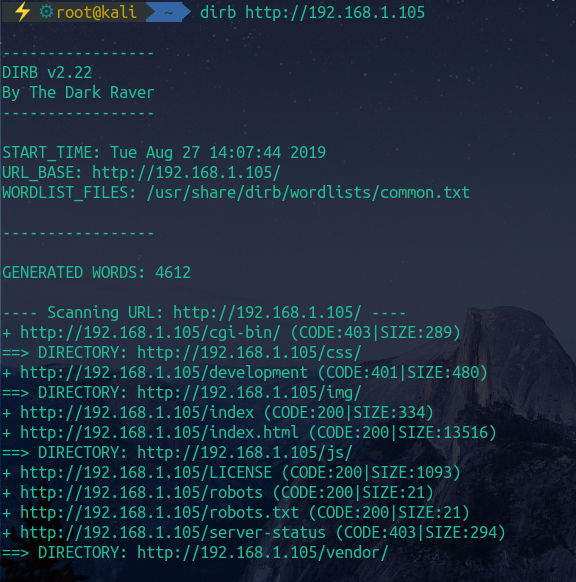 root@kali ~ dirb http://192.168.1.105
-----------------
DIRB v2.22
By The Dark Raver
-----------------
START_TIME: Tue Aug 27 14:07:44 2019
URL_BASE: http://192.168.1.105/
WORDLIST_FILES: /usr/share/dirb/wordlists/common.txt
-----------------
GENERATED WORDS: 4612
---- Scanning URL: http://192.168.1.105/ ----
+ http://192.168.1.105/cgi-bin/ (CODE:403|SIZE:289)
==> DIRECTORY: http://192.168.1.105/css/
+ http://192.168.1.105/development (CODE:401|SIZE:480)
==> DIRECTORY: http://192.168.1.105/img/
+ http://192.168.1.105/index (CODE:200|SIZE:334)
+ http://192.168.1.105/index.html (CODE:200|SIZE:13516)
==> DIRECTORY: http://192.168.1.105/js/
+ http://192.168.1.105/LICENSE (CODE:200|SIZE:1093)
+ http://192.168.1.105/robots (CODE:200|SIZE:21)
+ http://192.168.1.105/robots.txt (CODE:200|SIZE:21)
+ http://192.168.1.105/server-status (CODE:403|SIZE:294)
==> DIRECTORY: http://192.168.1.105/vendor/